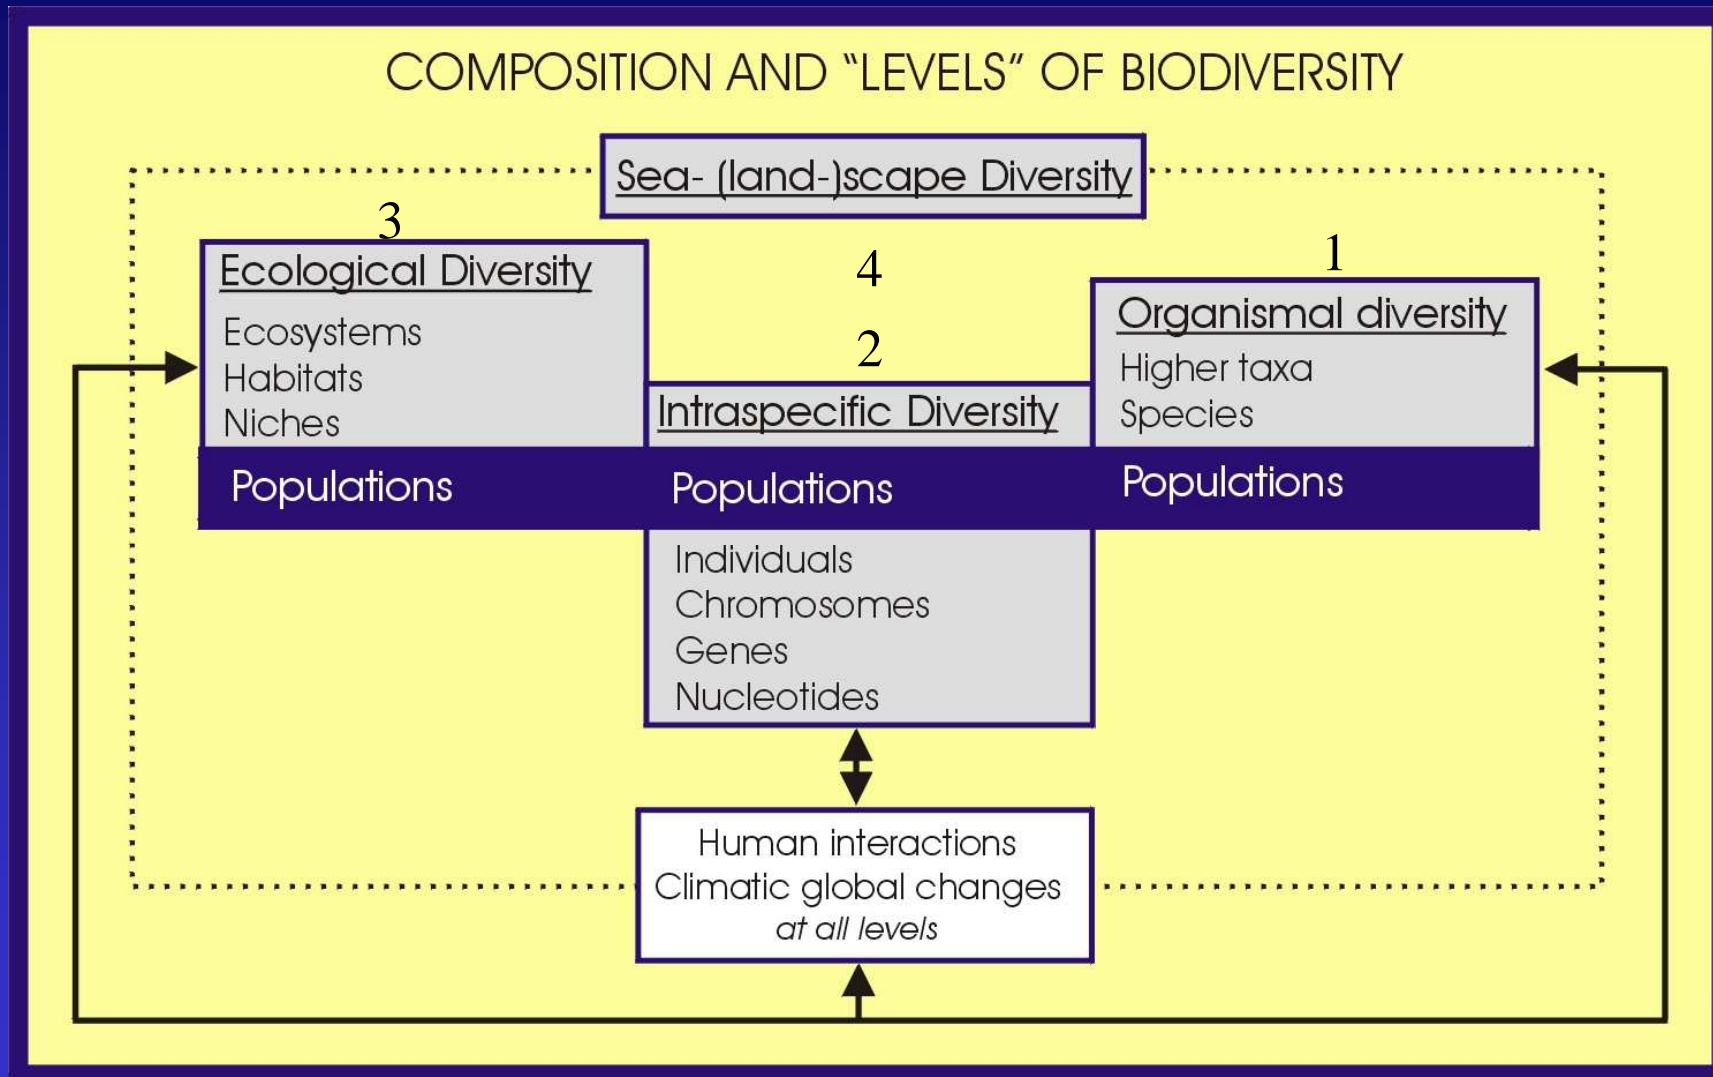 COMPOSITION AND “LEVELS” OF BIODIVERSITY
Sea- (land-)scape Diversity
3
Ecological Diversity
Ecosystems
Habitats
Niches
Populations
4
2
Intraspecific Diversity
Populations
Individuals
Chromosomes
Genes
Nucleotides
1
Organismal diversity
Higher taxa
Species
Populations
Human interactions
Climatic global changes
at all levels